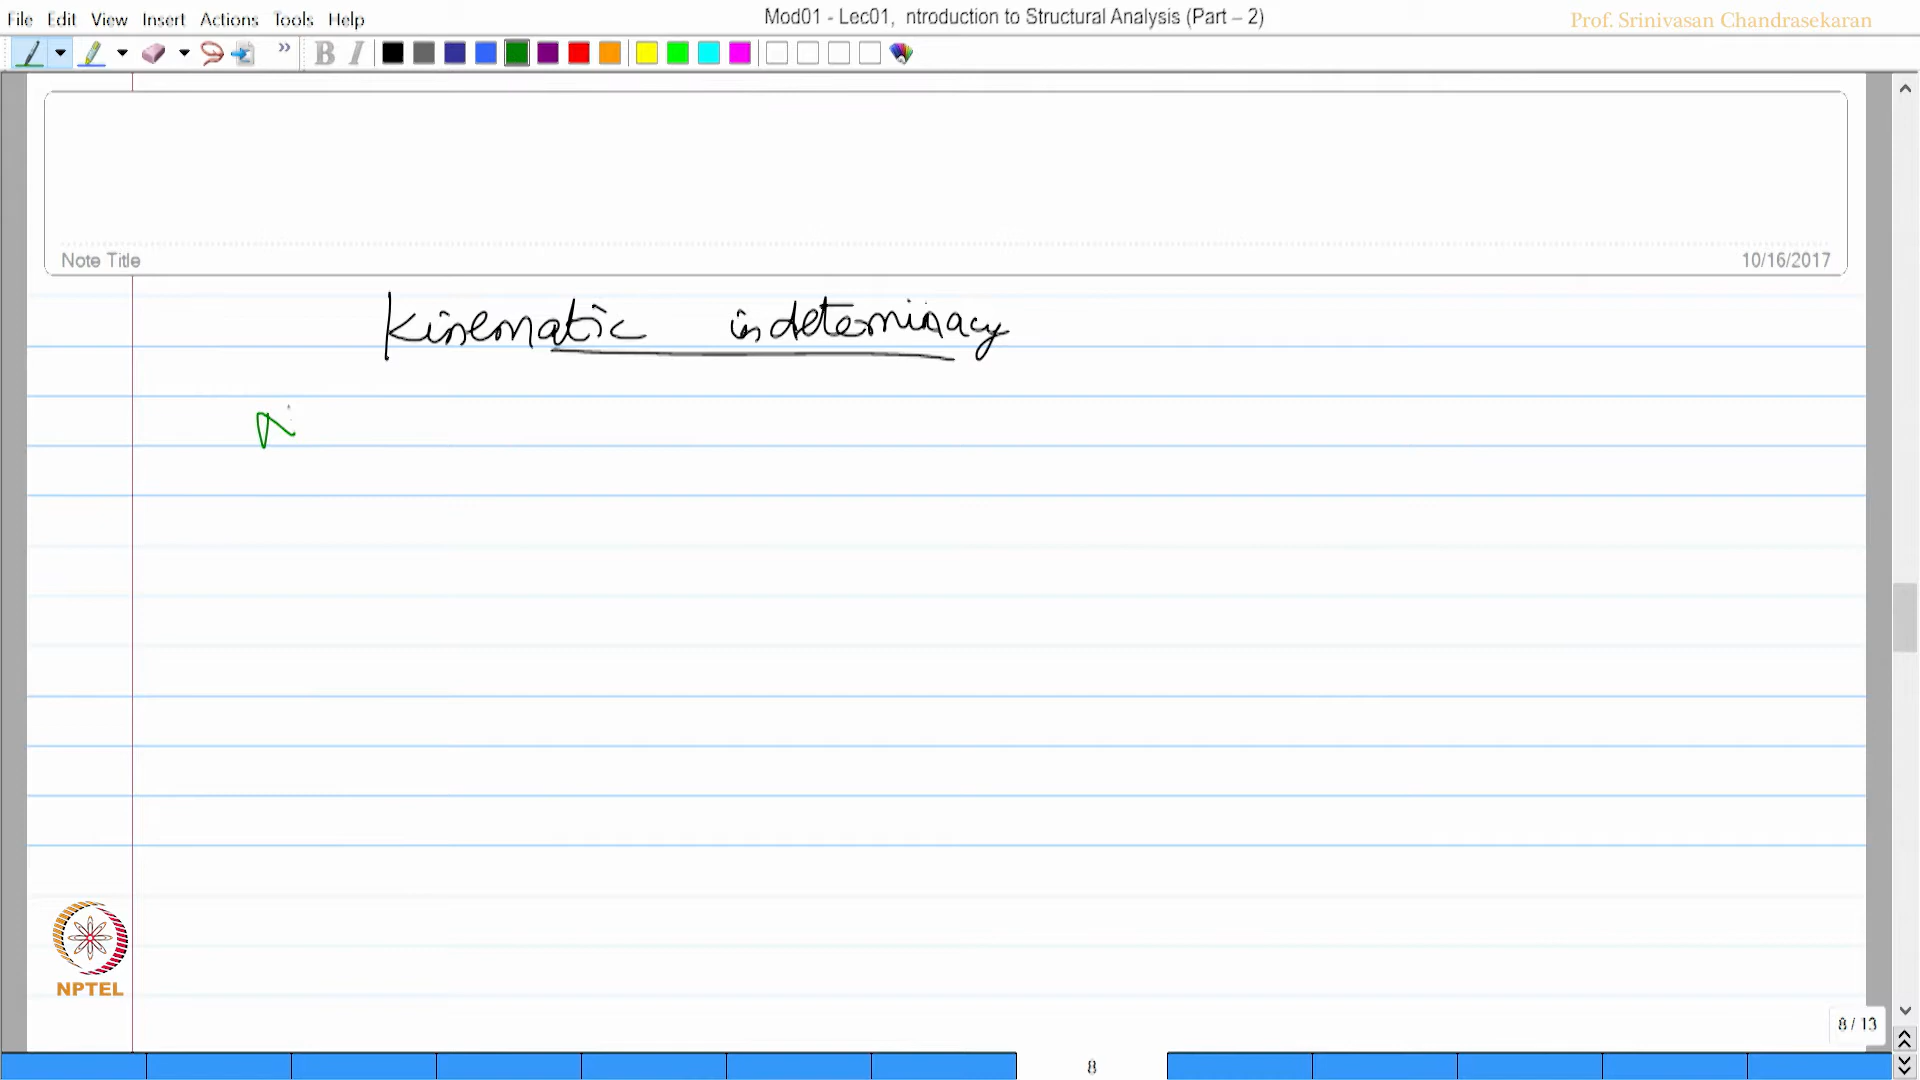 File Edit View Insert Actions Tools Help
Mod01 - Lec01, ntroduction to Structural Analysis (Part – 2)
Prof. Srinivasan Chandrasekaran
B I
Note Title
10/16/2017
Kinematic indeterminacy
NPTEL
8 / 13
8